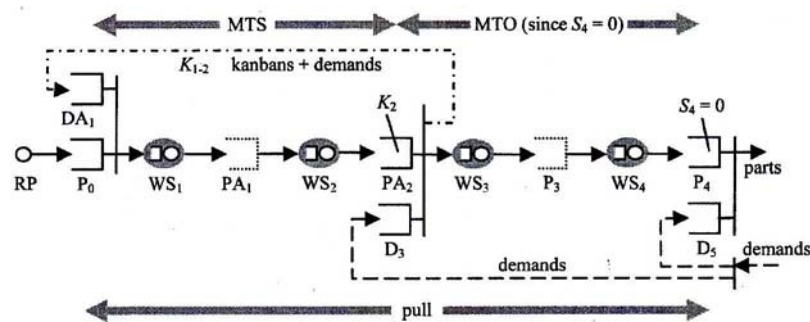 MTS
MTO (since S₄ = 0)
K₁₋₂ kanbans + demands
DA₁
K₂
S₄ = 0
RP
P₀
WS₁
PA₁
WS₂
PA₂
WS₃
P₃
WS₄
P₄
parts
D₃
D₅
demands
demands
pull